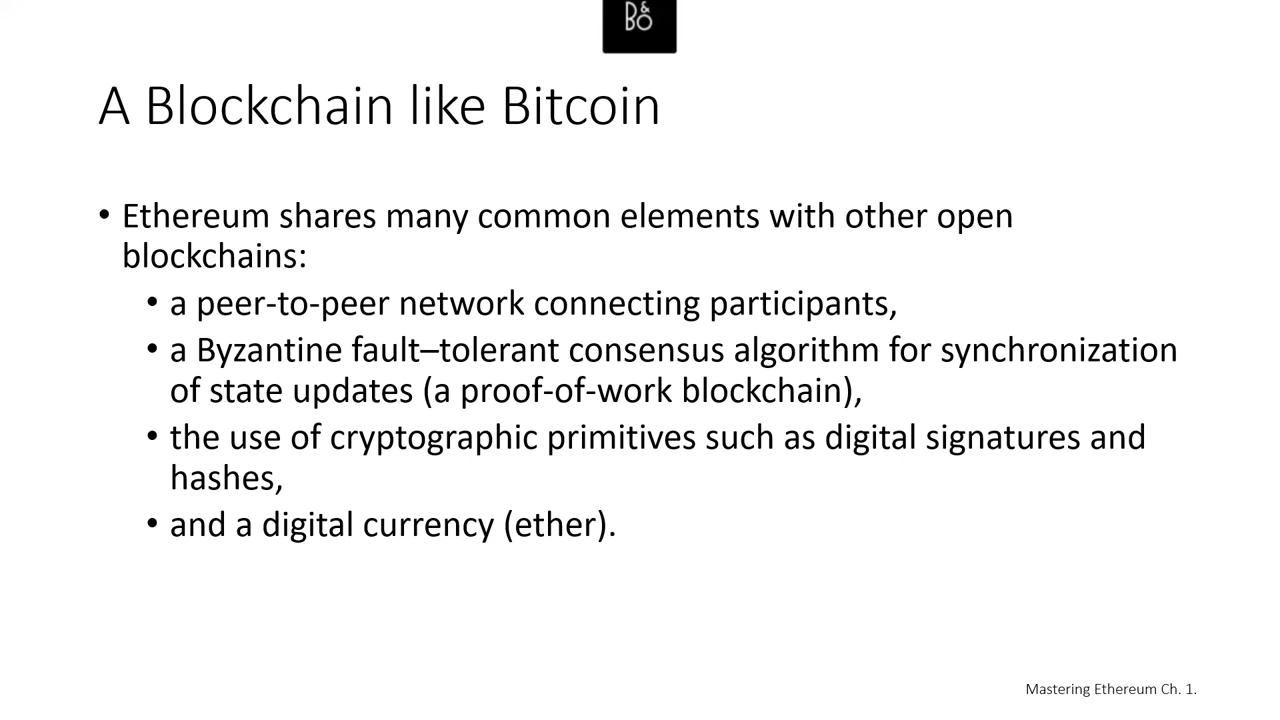 D&
BO
A Blockchain like Bitcoin
• Ethereum shares many common elements with other open
blockchains:
• a peer-to-peer network connecting participants,
• a Byzantine fault–tolerant consensus algorithm for synchronization
of state updates (a proof-of-work blockchain),
• the use of cryptographic primitives such as digital signatures and
hashes,
• and a digital currency (ether).
Mastering Ethereum Ch. 1.